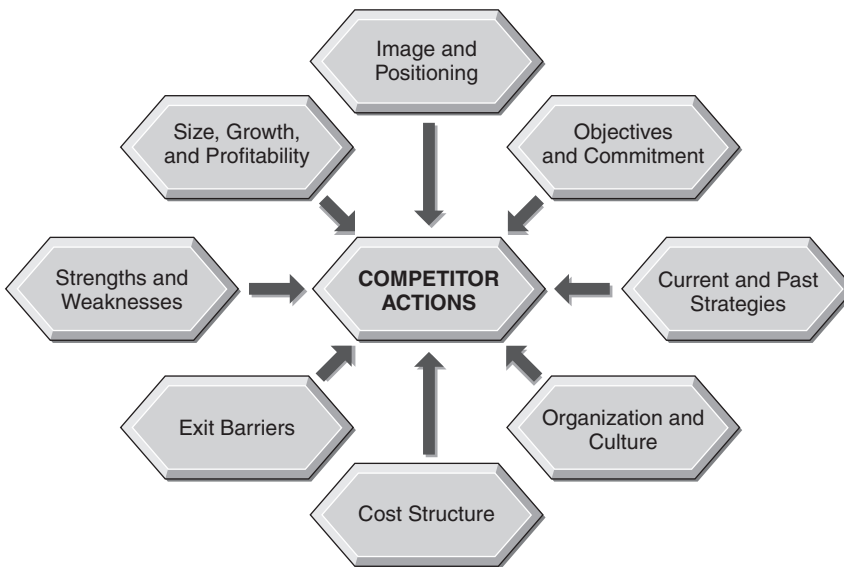 Image and
Positioning
Size, Growth,
and Profitability
Objectives
and Commitment
Strengths and
Weaknesses
COMPETITOR
ACTIONS
Current and Past
Strategies
Exit Barriers
Organization and
Culture
Cost Structure